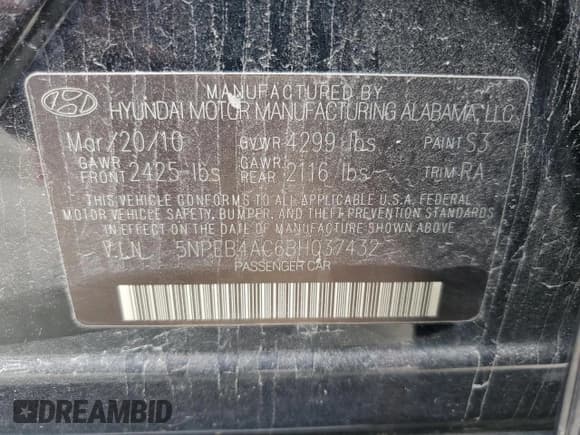 MANUFACTURED BY
HYUNDAI MOTOR MANUFACTURING ALABAMA, LLC
Mar/20/10 GVWR 4299 lbs PAINT S3
GAWR FRONT 2425 lbs GAWR REAR 2116 lbs TRIM RA
THIS VEHICLE CONFORMS TO ALL APPLICABLE U.S.A. FEDERAL
MOTOR VEHICLE SAFETY, BUMPER, AND THEFT PREVENTION STANDARDS
IN EFFECT ON THE DATE OF MANUFACTURE SHOWN ABOVE.
V.I.N. 5NPEB4AC6BH037432
PASSENGER CAR
DREAMBID